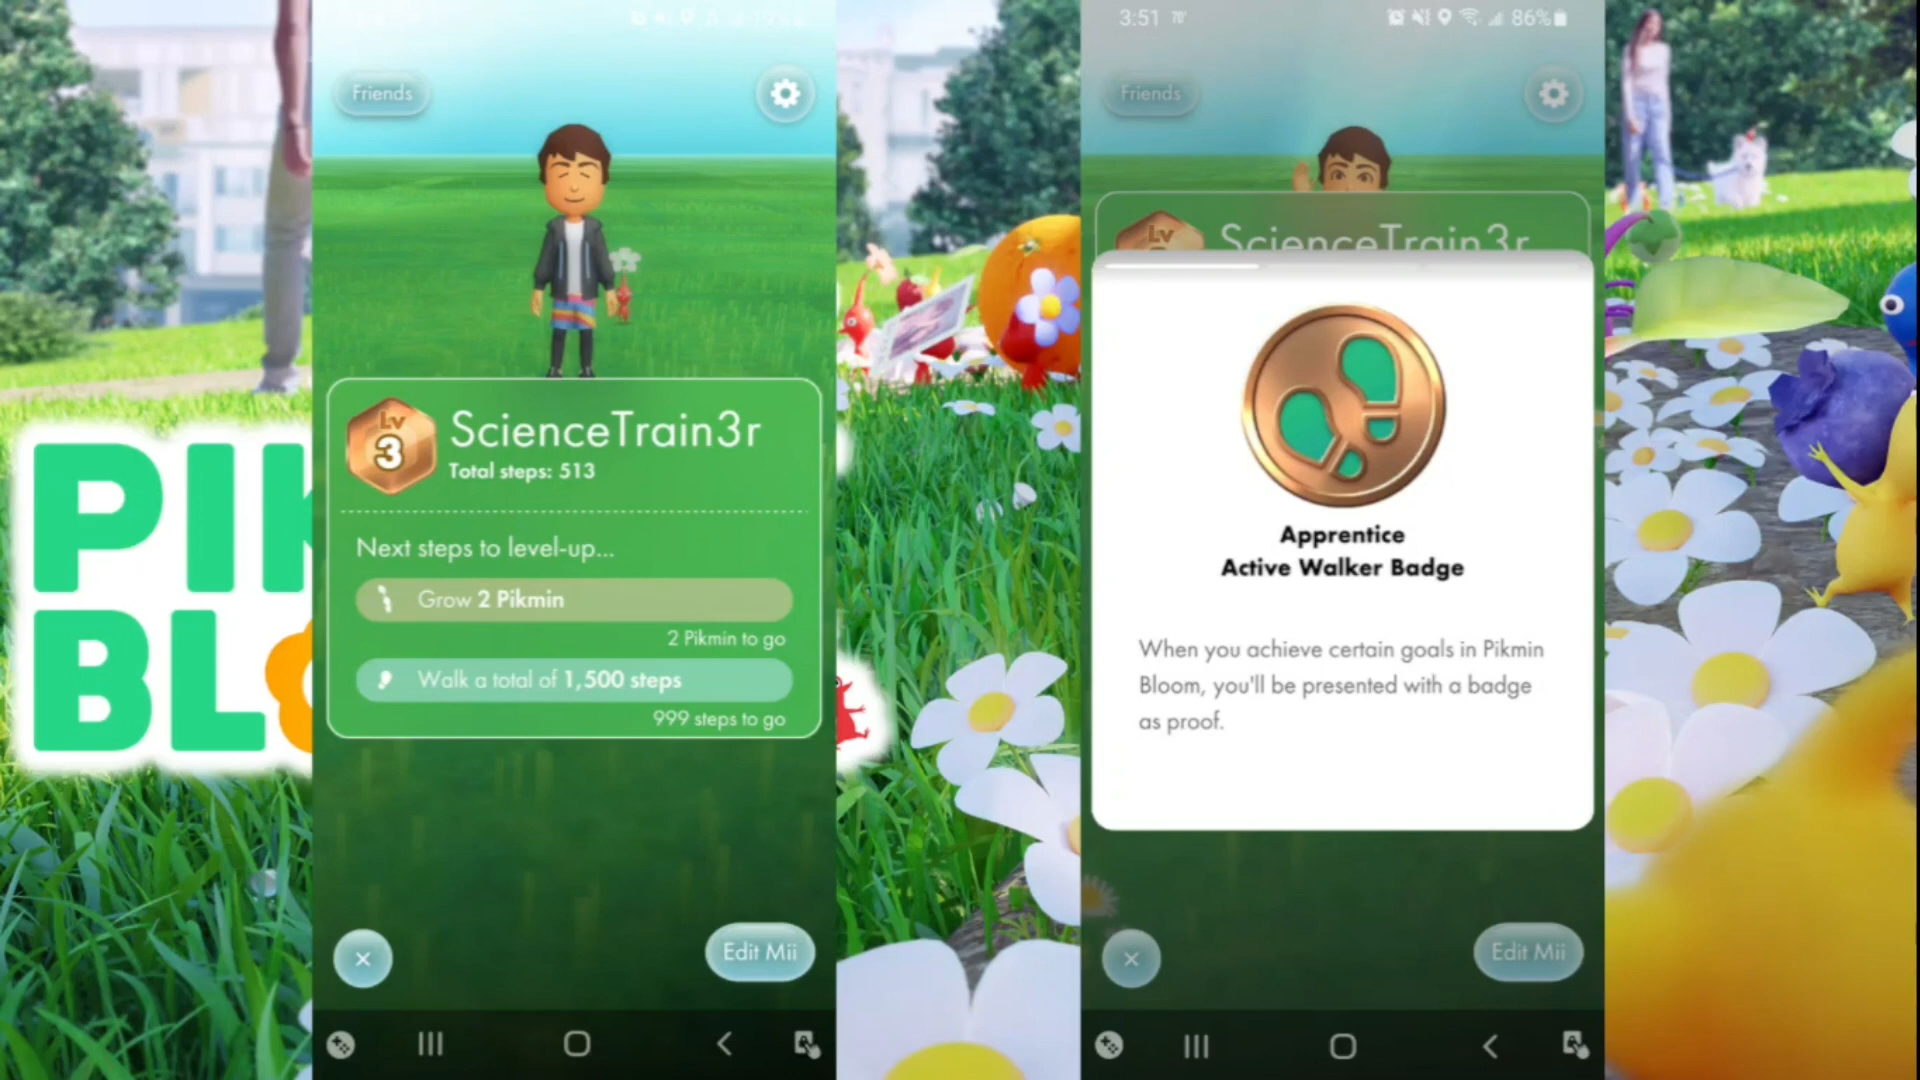 Friends
Lv
3
ScienceTrain3r
Total steps: 513
Next steps to level-up...
Grow 2 Pikmin
2 Pikmin to go
Walk a total of 1,500 steps
999 steps to go
Edit Mii
3:51 78°
86%
Friends
Lv
ScienceTrain3r
Apprentice
Active Walker Badge
When you achieve certain goals in Pikmin
Bloom, you'll be presented with a badge
as proof.
Edit Mii